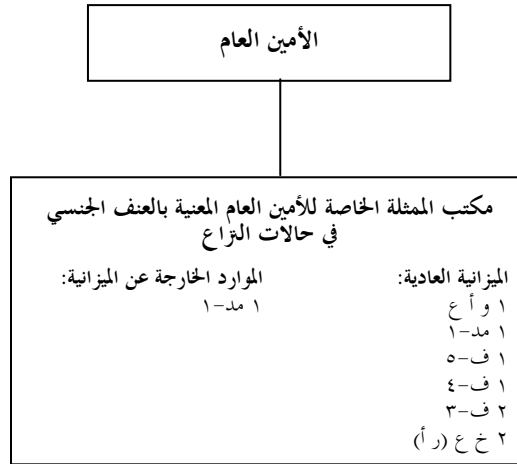 الأمين العام
مكتب الممثلة الخاصة للأمين العام المعنية بالعنف الجنسي
في حالات النزاع
الميزانية العادية:
١ و أ ع
١ مد-١
١ ف-٥
١ ف-٤
٢ ف-٣
٢ خ ع (ر أ)
الموارد الخارجة عن الميزانية:
١ مد-١